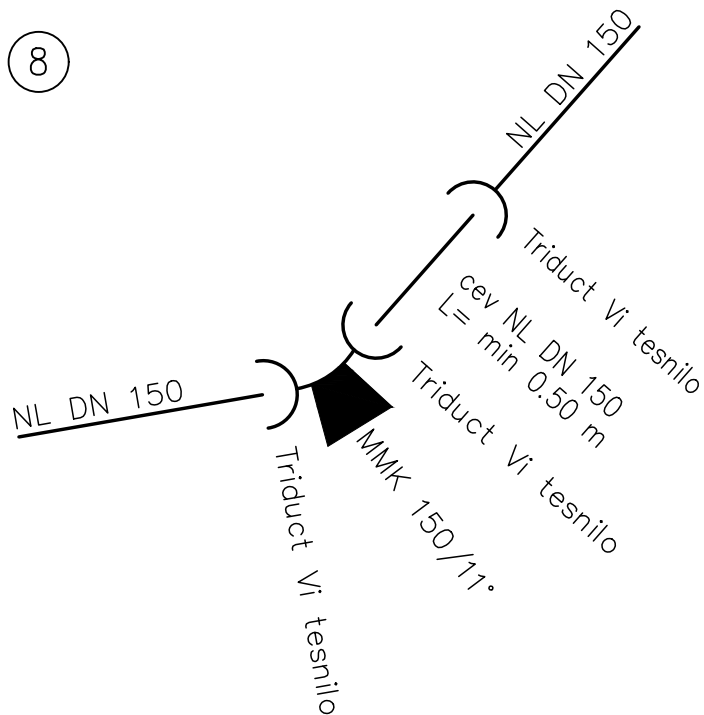 8
NL DN 150
Triduct Vi tesnilo
cev NL DN 150
L= min 0.50 m
Triduct Vi tesnilo
NL DN 150
MMK 150/11°
Triduct Vi tesnilo